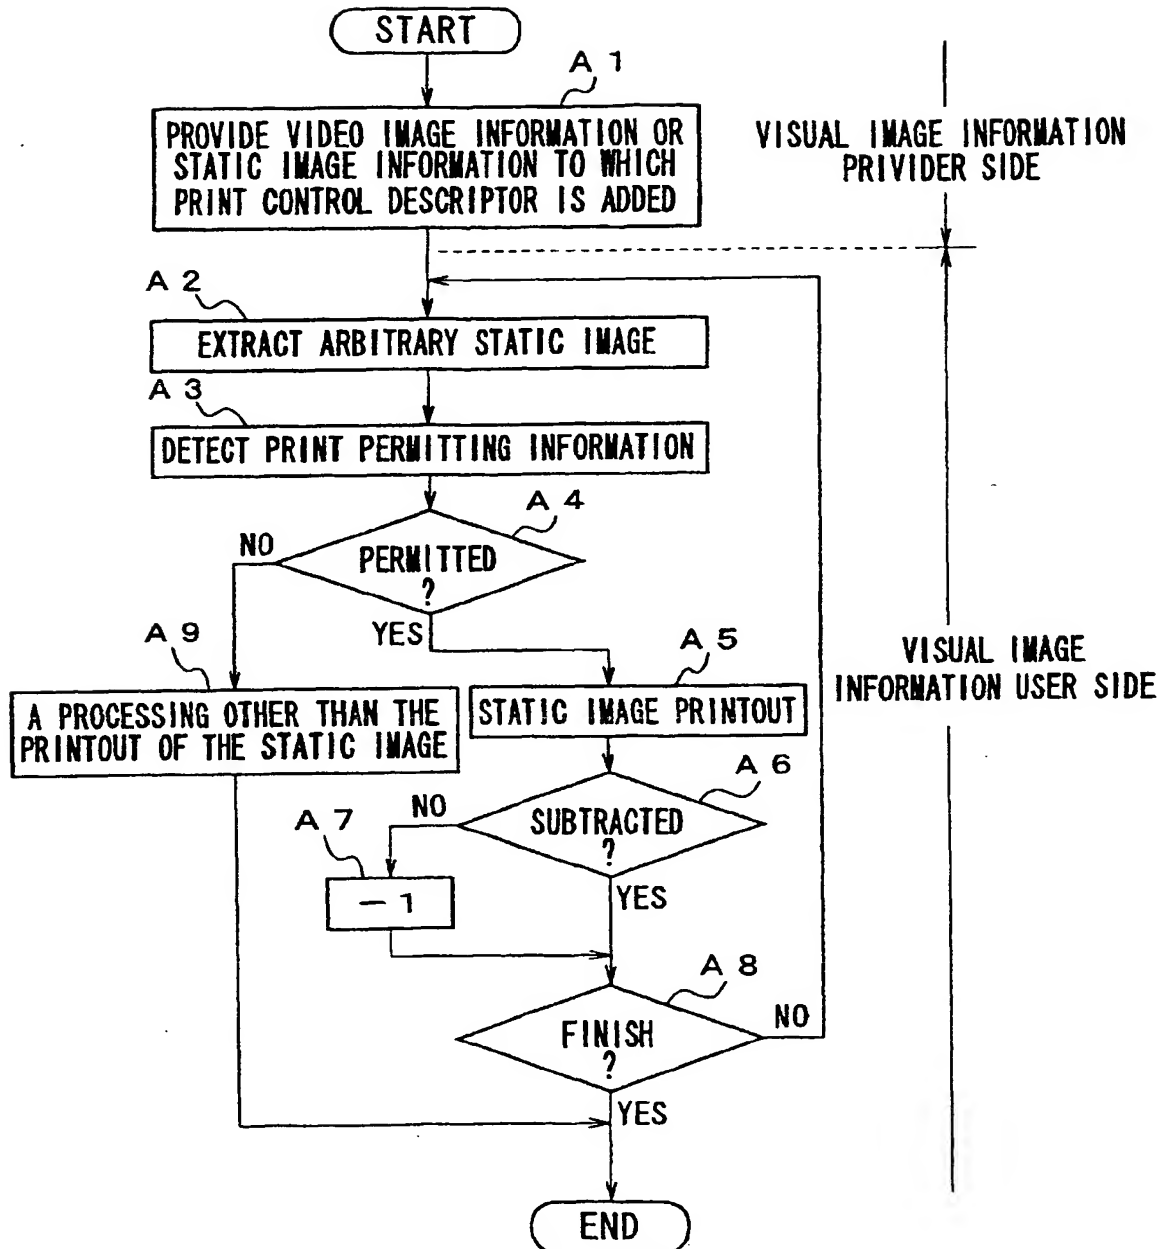 START
A 1
PROVIDE VIDEO IMAGE INFORMATION OR
STATIC IMAGE INFORMATION TO WHICH
PRINT CONTROL DESCRIPTOR IS ADDED
VISUAL IMAGE INFORMATION
PRIVIDER SIDE
A 2
EXTRACT ARBITRARY STATIC IMAGE
A 3
DETECT PRINT PERMITTING INFORMATION
A 4
NO
PERMITTED
?
YES
A 9
A PROCESSING OTHER THAN THE
PRINTOUT OF THE STATIC IMAGE
A 5
STATIC IMAGE PRINTOUT
VISUAL IMAGE
INFORMATION USER SIDE
A 6
NO
SUBTRACTED
?
YES
A 7
-1
A 8
FINISH
?
NO
YES
END